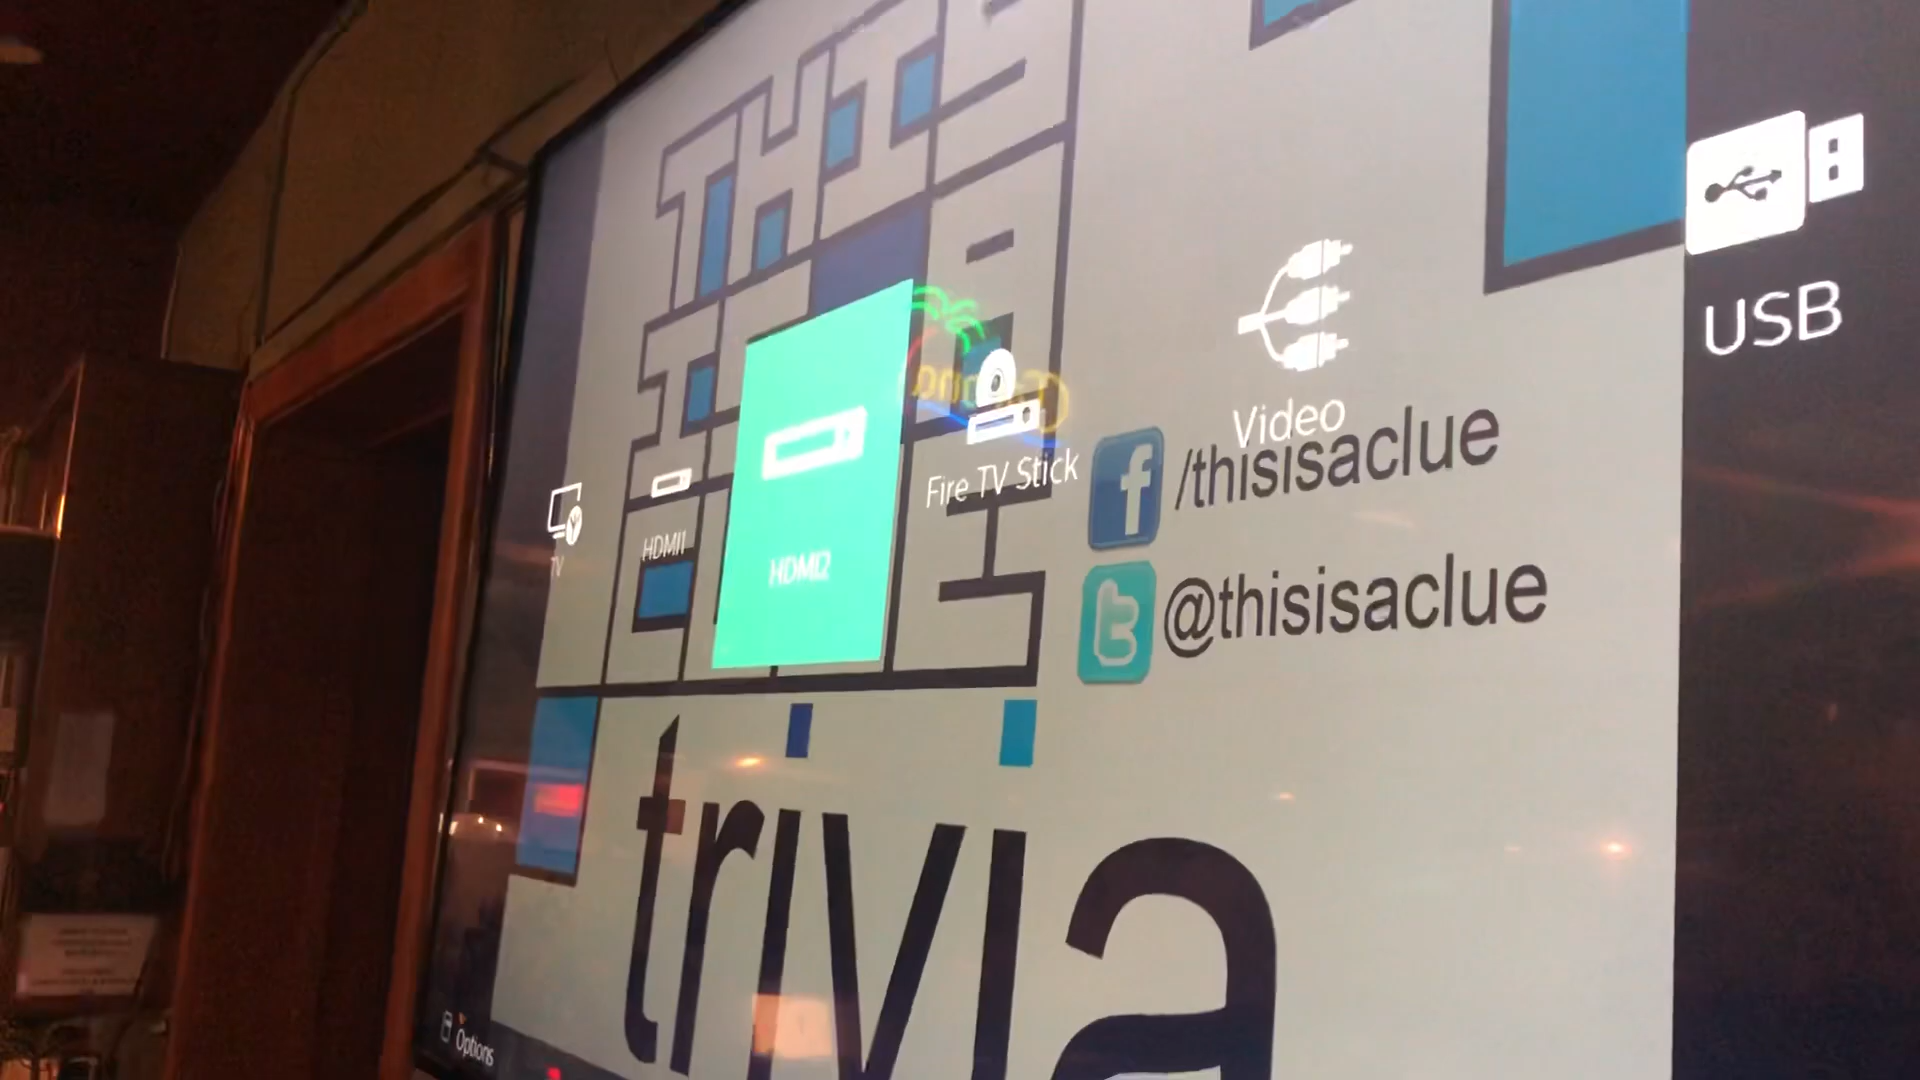 THIS
IS A
CLUE
USB
Video
Fire TV Stick
HDMI1
HDMI2
TV
/thisisaclue
@thisisaclue
trivia
Options